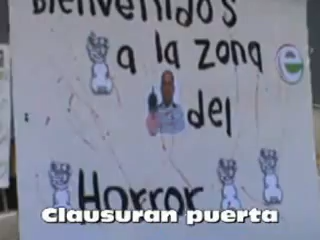 Bienvenidos
a la zona
del
Horror
Clausuran puerta